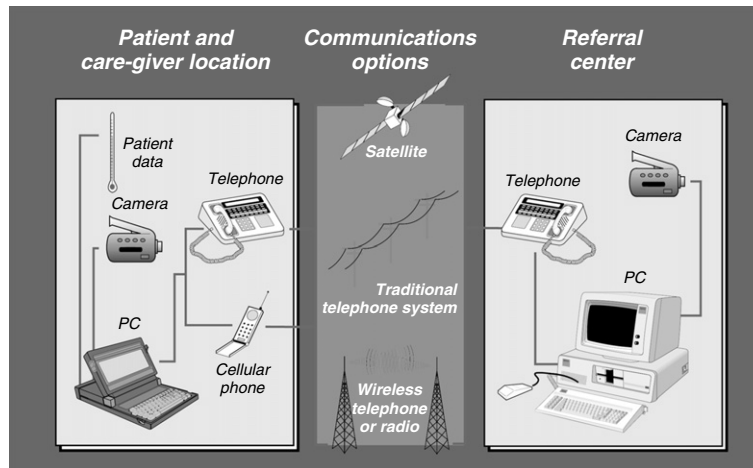 Patient and
care-giver location
Communications
options
Referral
center
Patient
data
Camera
Telephone
PC
Cellular
phone
Satellite
Traditional
telephone system
Wireless
telephone
or radio
Telephone
Camera
PC